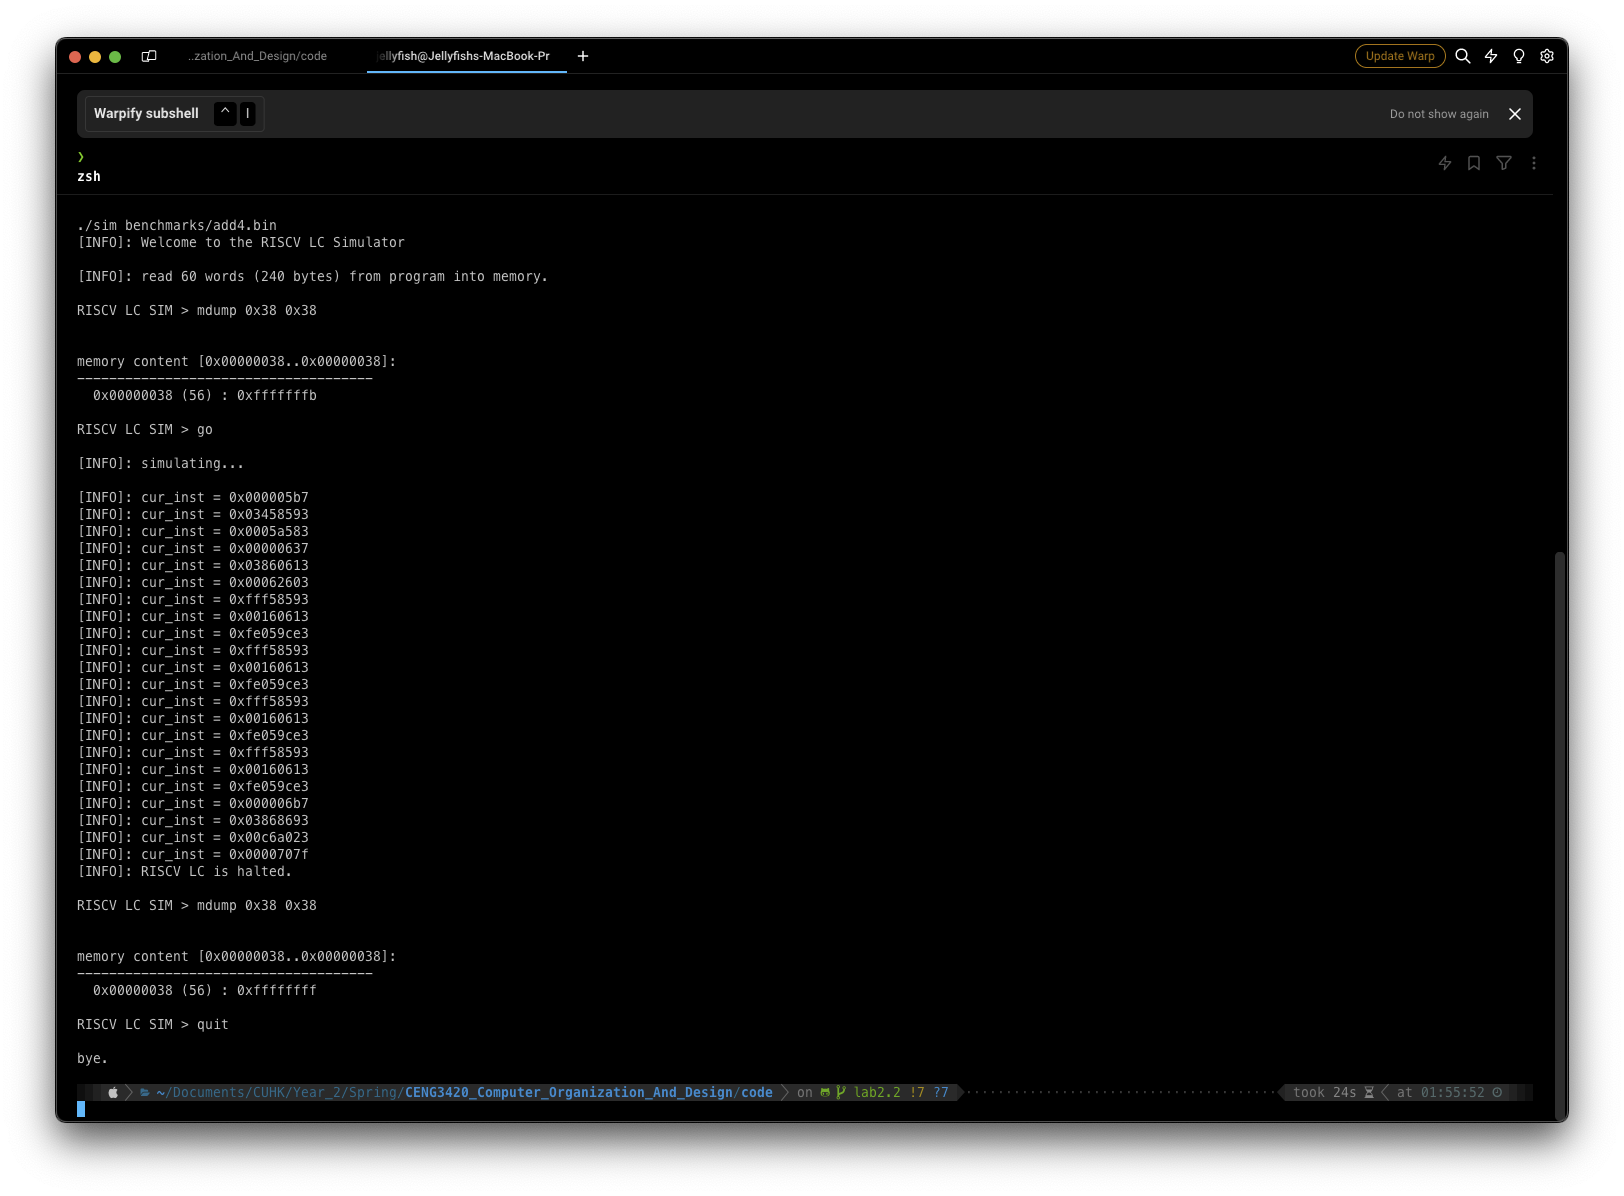 ..zation_And_Design/code
ellyfish@Jellyfishs-MacBook-Pr
+
Update Warp
Warpify subshell ^ I
Do not show again
❯
zsh
./sim benchmarks/add4.bin
[INFO]: Welcome to the RISCV LC Simulator
[INFO]: read 60 words (240 bytes) from program into memory.
RISCV LC SIM > mdump 0x38 0x38
memory content [0x00000038..0x00000038]:
-------------------------------------
0x00000038 (56) : 0xfffffffb
RISCV LC SIM > go
[INFO]: simulating...
[INFO]: cur_inst = 0x000005b7
[INFO]: cur_inst = 0x03458593
[INFO]: cur_inst = 0x0005a583
[INFO]: cur_inst = 0x00000637
[INFO]: cur_inst = 0x03860613
[INFO]: cur_inst = 0x00062603
[INFO]: cur_inst = 0xfff58593
[INFO]: cur_inst = 0x00160613
[INFO]: cur_inst = 0xfe059ce3
[INFO]: cur_inst = 0xfff58593
[INFO]: cur_inst = 0x00160613
[INFO]: cur_inst = 0xfe059ce3
[INFO]: cur_inst = 0xfff58593
[INFO]: cur_inst = 0x00160613
[INFO]: cur_inst = 0xfe059ce3
[INFO]: cur_inst = 0xfff58593
[INFO]: cur_inst = 0x00160613
[INFO]: cur_inst = 0xfe059ce3
[INFO]: cur_inst = 0x000006b7
[INFO]: cur_inst = 0x03868693
[INFO]: cur_inst = 0x00c6a023
[INFO]: cur_inst = 0x0000707f
[INFO]: RISCV LC is halted.
RISCV LC SIM > mdump 0x38 0x38
memory content [0x00000038..0x00000038]:
-------------------------------------
0x00000038 (56) : 0xffffffff
RISCV LC SIM > quit
bye.
~/Documents/CUHK/Year_2/Spring/CENG3420_Computer_Organization_And_Design/code on lab2.2 !7 ?7 took 24s at 01:55:52